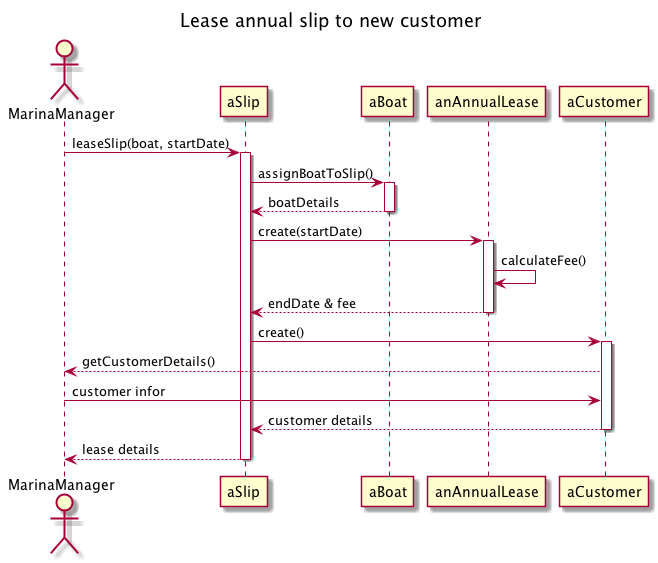 Lease annual slip to new customer
MarinaManager
aSlip
aBoat
anAnnualLease
aCustomer
leaseSlip(boat, startDate)
assignBoatToSlip()
boatDetails
create(startDate)
calculateFee()
endDate & fee
create()
getCustomerDetails()
customer infor
customer details
lease details
MarinaManager
aSlip
aBoat
anAnnualLease
aCustomer